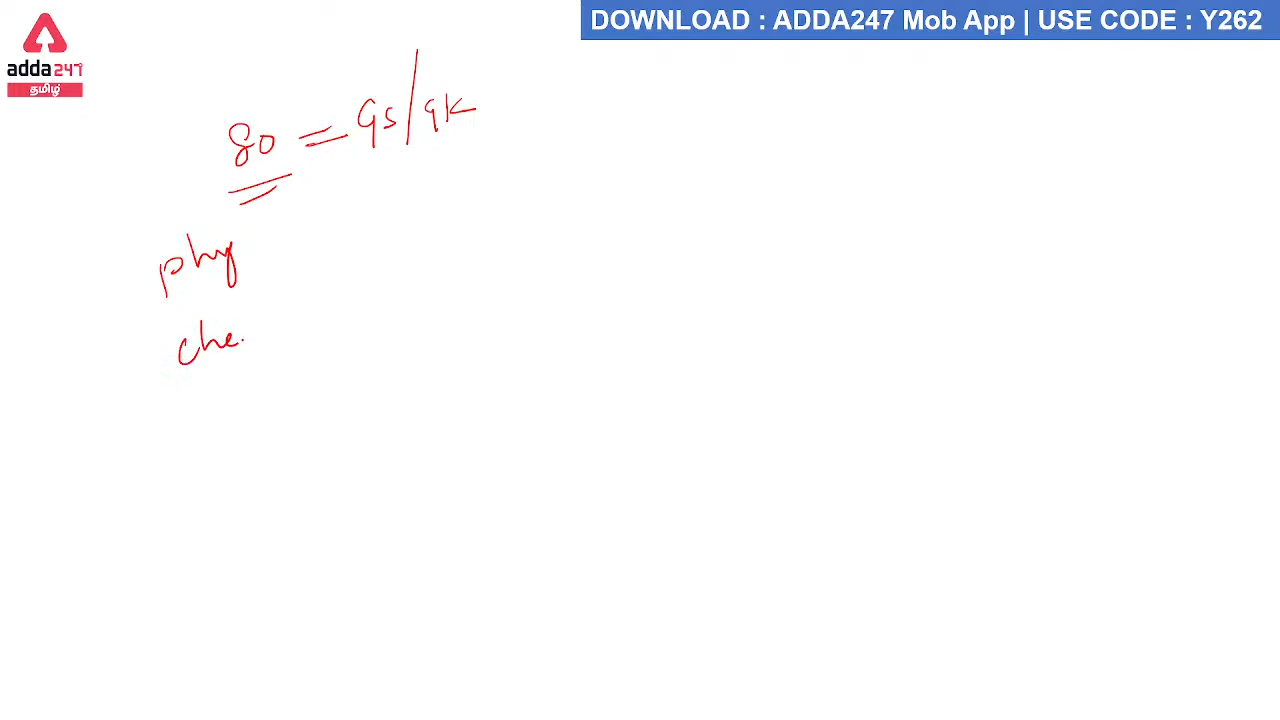 DOWNLOAD : ADDA247 Mob App | USE CODE : Y262
adda247
தமிழ்
80 = GS/GK
phy
che.